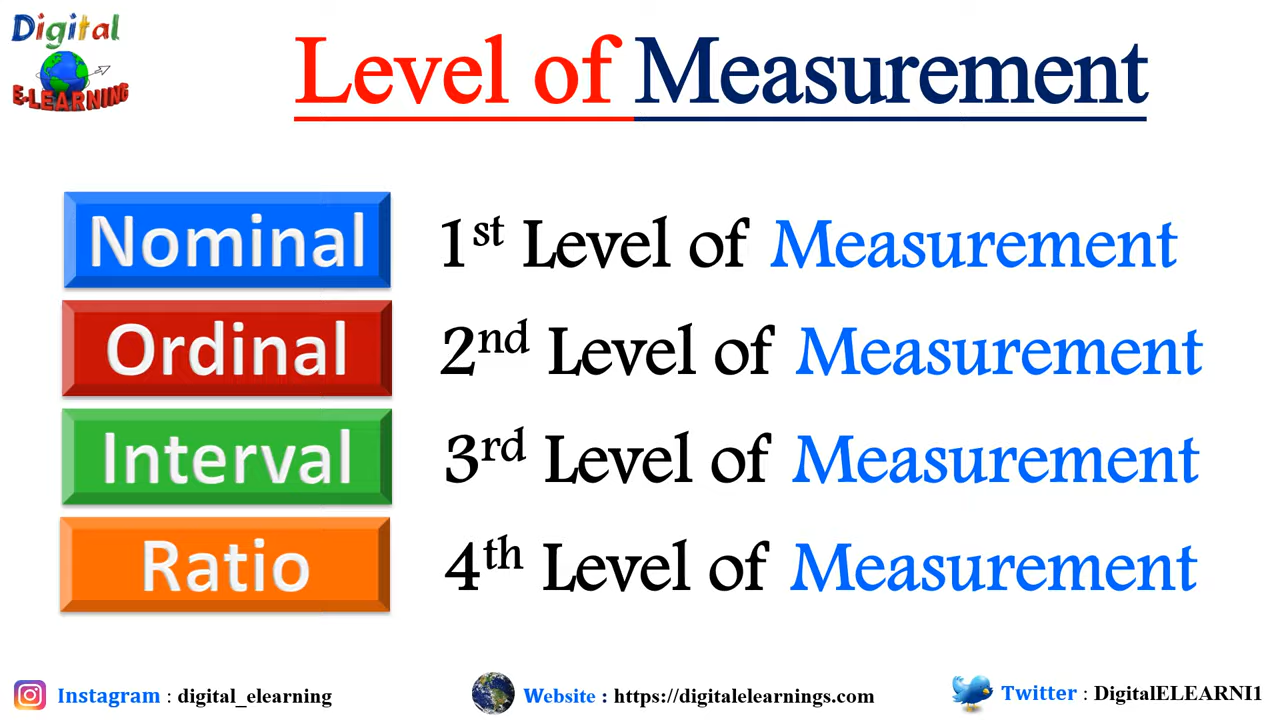 Digital
E-LEARNING
Level of Measurement
Nominal 1st Level of Measurement
Ordinal 2nd Level of Measurement
Interval 3rd Level of Measurement
Ratio 4th Level of Measurement
Instagram : digital_elearning Website : https://digitalelearnings.com Twitter : DigitalELEARNI1